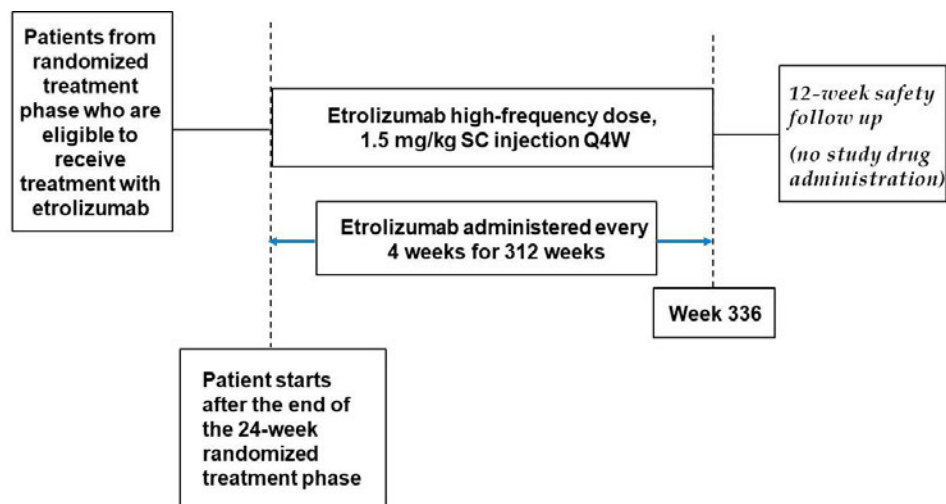 Patients from
randomized
treatment
phase who are
eligible to
receive
treatment with
etrolizumab
Etrolizumab high-frequency dose,
1.5 mg/kg SC injection Q4W
Etrolizumab administered every
4 weeks for 312 weeks
12-week safety
follow up
(no study drug
administration)
Week 336
Patient starts
after the end of
the 24-week
randomized
treatment phase